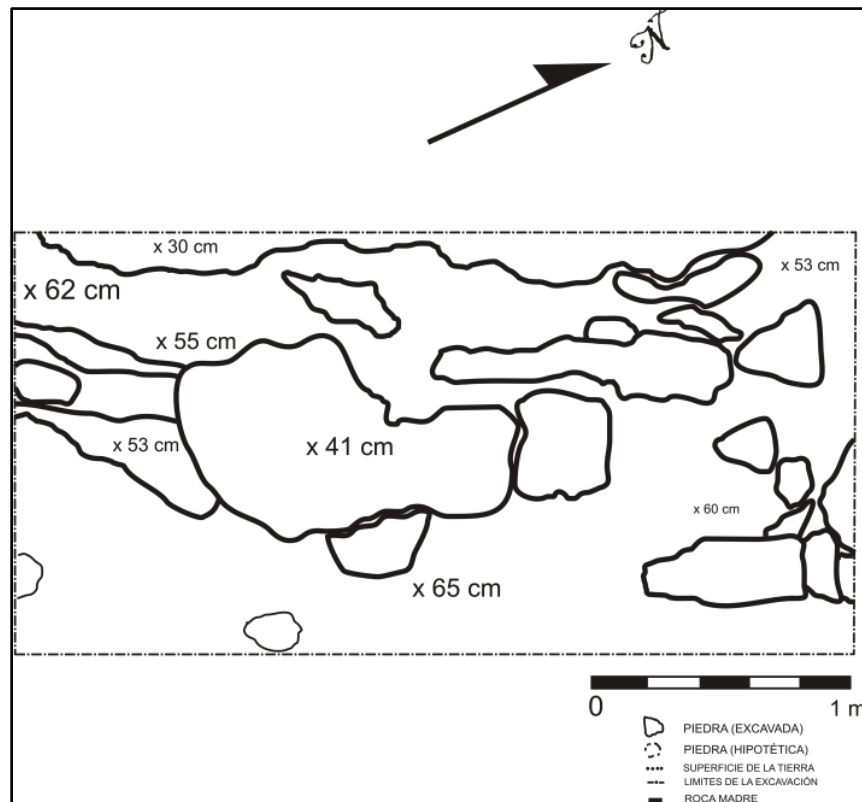 N
x 30 cm
x 53 cm
x 62 cm
x 55 cm
x 53 cm
x 41 cm
x 60 cm
x 65 cm
0 1 m
PIEDRA (EXCAVADA)
PIEDRA (HIPOTÉTICA)
SUPERFICIE DE LA TIERRA
LIMITES DE LA EXCAVACIÓN
ROCA MADRE